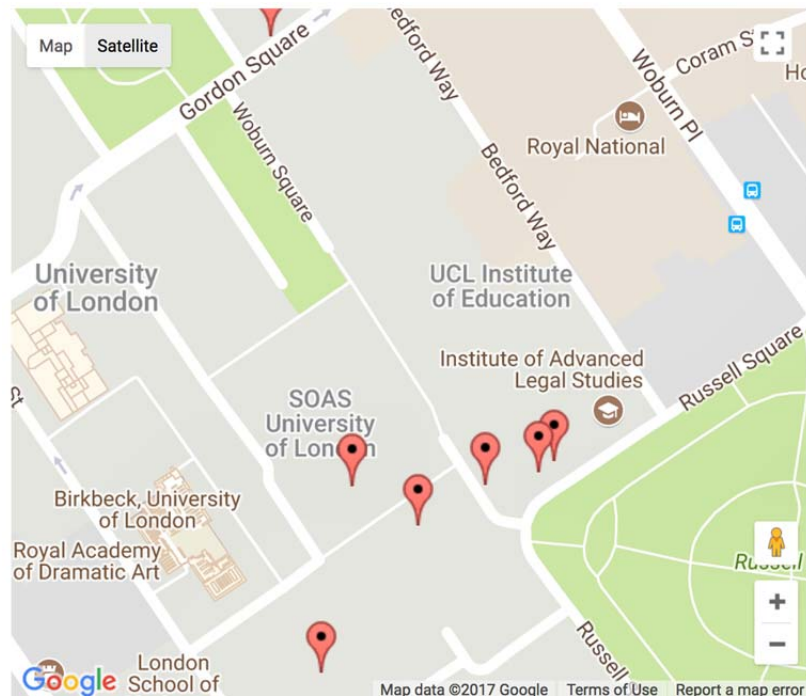 Map
Satellite
Gordon Square
Bedford Way
Woburn Pl
Coram St
Ho
Royal National
Woburn Square
Bedford Way
University
of London
UCL Institute
of Education
Institute of Advanced
Legal Studies
Russell Square
St
SOAS
University
of London
Birkbeck, University
of London
Royal Academy
of Dramatic Art
Russell
Russell
London
School of
Google
Map data ©2017 Google
Terms of Use
Report a map error